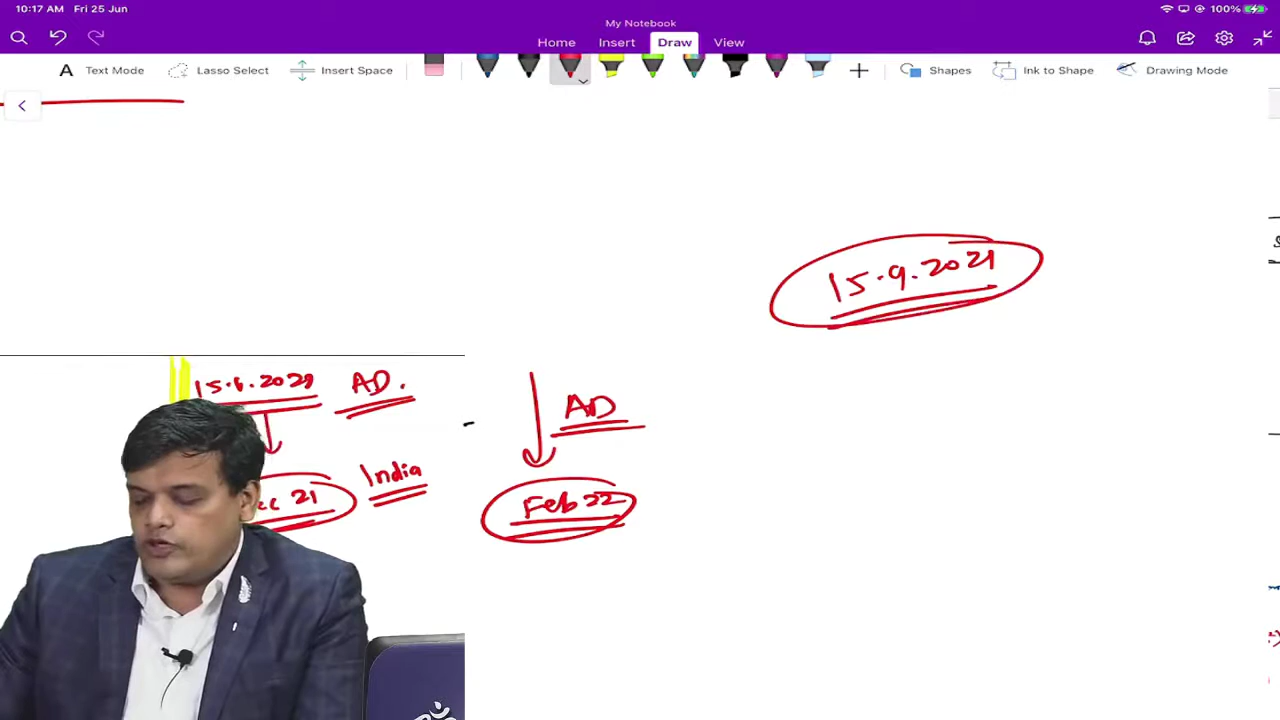 10:17 AM Fri 25 Jun
100%
My Notebook
Home Insert Draw View
A Text Mode Lasso Select Insert Space Shapes Ink to Shape Drawing Mode
15.9.2021
15.6.2021 AD.
AD
India
21
Feb 22
ॐ